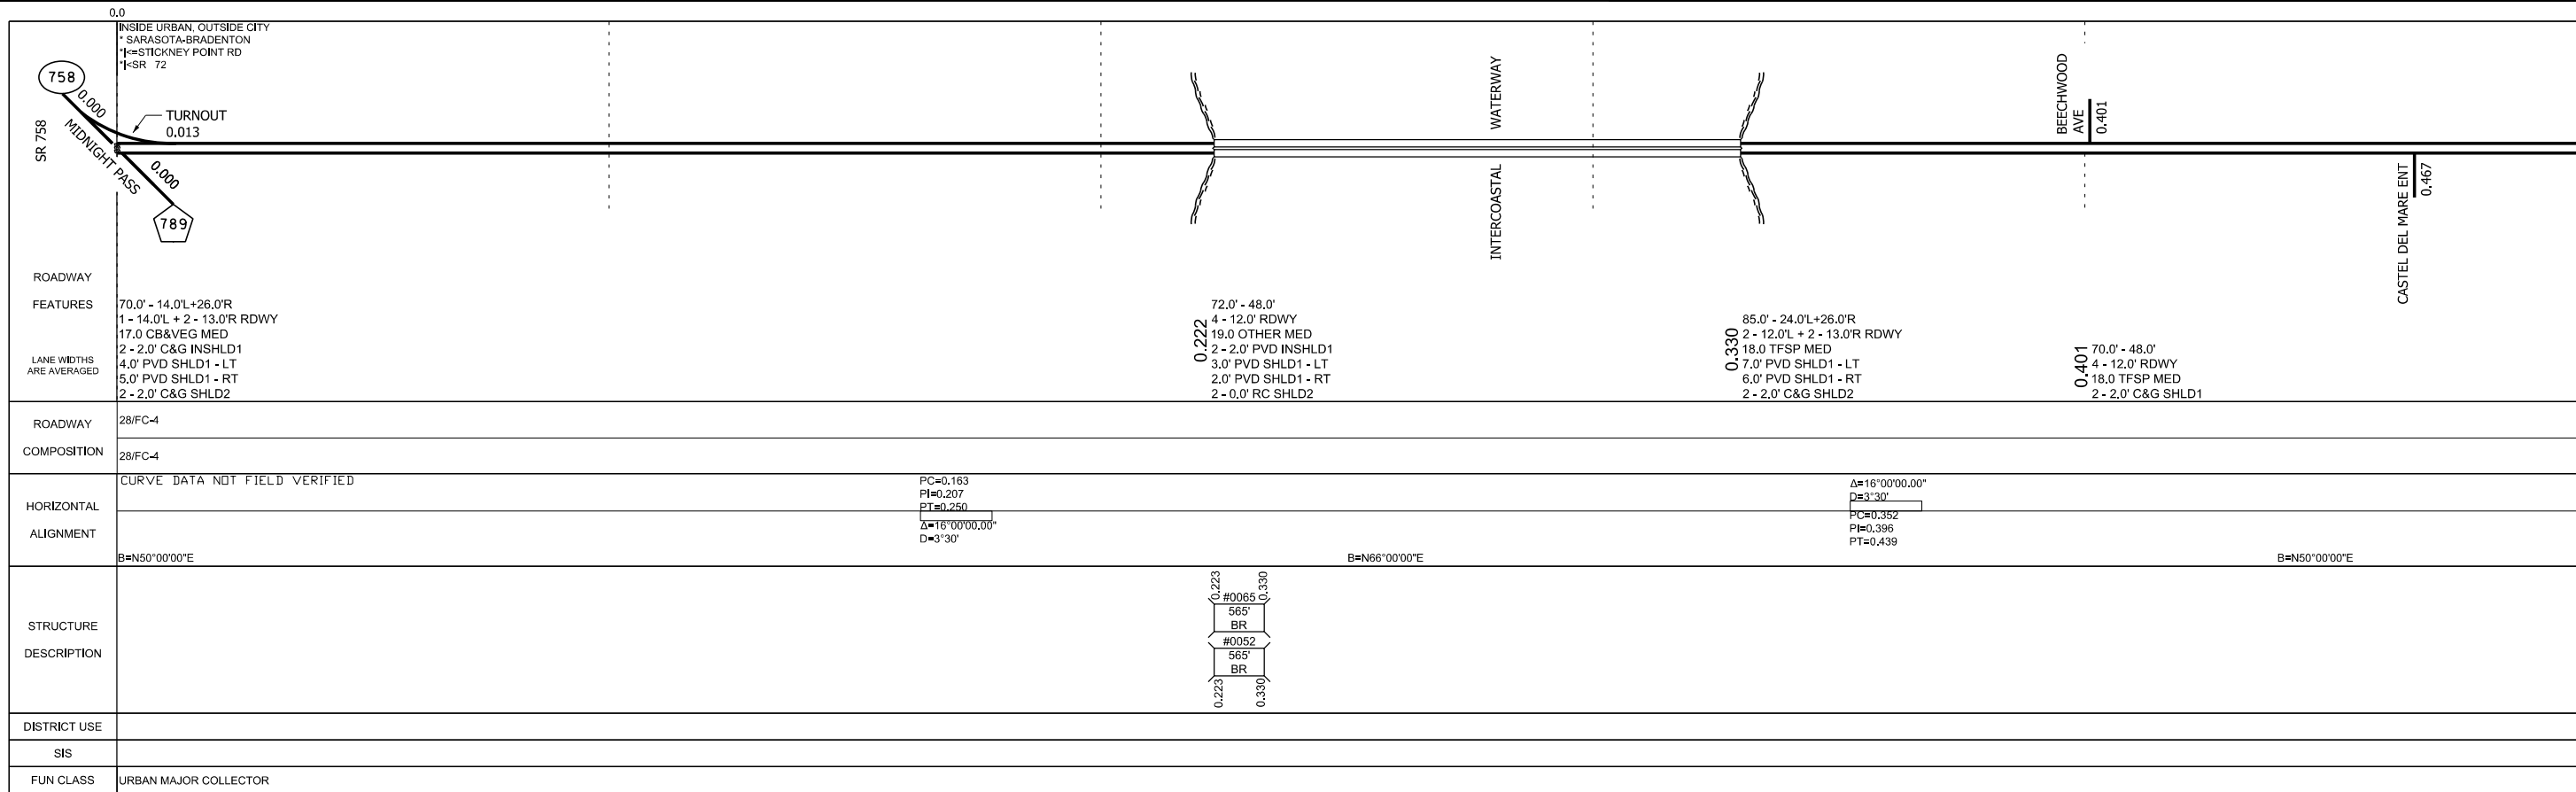 0.0
INSIDE URBAN, OUTSIDE CITY
* SARASOTA-BRADENTON
*|<=STICKNEY POINT RD
*|<SR 72
758
SR 758
0.000
MIDNIGHT PASS
0.000
789
TURNOUT
0.013
INTERCOASTAL WATERWAY
BEECHWOOD
AVE
0.401
CASTEL DEL MARE ENT
0.467
ROADWAY
FEATURES
LANE WIDTHS
ARE AVERAGED
70.0' - 14.0'L+26.0'R
1 - 14.0'L + 2 - 13.0'R RDWY
17.0 CB&VEG MED
2 - 2.0' C&G INSHLD1
4.0' PVD SHLD1 - LT
5.0' PVD SHLD1 - RT
2 - 2.0' C&G SHLD2
0.222
72.0' - 48.0'
4 - 12.0' RDWY
19.0 OTHER MED
2 - 2.0' PVD INSHLD1
3.0' PVD SHLD1 - LT
2.0' PVD SHLD1 - RT
2 - 0.0' RC SHLD2
0.330
85.0' - 24.0'L+26.0'R
2 - 12.0'L + 2 - 13.0'R RDWY
18.0 TFSP MED
7.0' PVD SHLD1 - LT
6.0' PVD SHLD1 - RT
2 - 2.0' C&G SHLD2
0.401
70.0' - 48.0'
4 - 12.0' RDWY
18.0 TFSP MED
2 - 2.0' C&G SHLD1
ROADWAY
COMPOSITION
28/FC-4
28/FC-4
HORIZONTAL
ALIGNMENT
CURVE DATA NOT FIELD VERIFIED
PC=0.163
PI=0.207
PT=0.250
Δ=16°00'00.00"
D=3°30'
Δ=16°00'00.00"
D=3°30'
PC=0.352
PI=0.396
PT=0.439
B=N50°00'00"E
B=N66°00'00"E
B=N50°00'00"E
STRUCTURE
DESCRIPTION
0.223
0.330
#0065
565'
BR
#0052
565'
BR
0.223
0.330
DISTRICT USE
SIS
FUN CLASS
URBAN MAJOR COLLECTOR